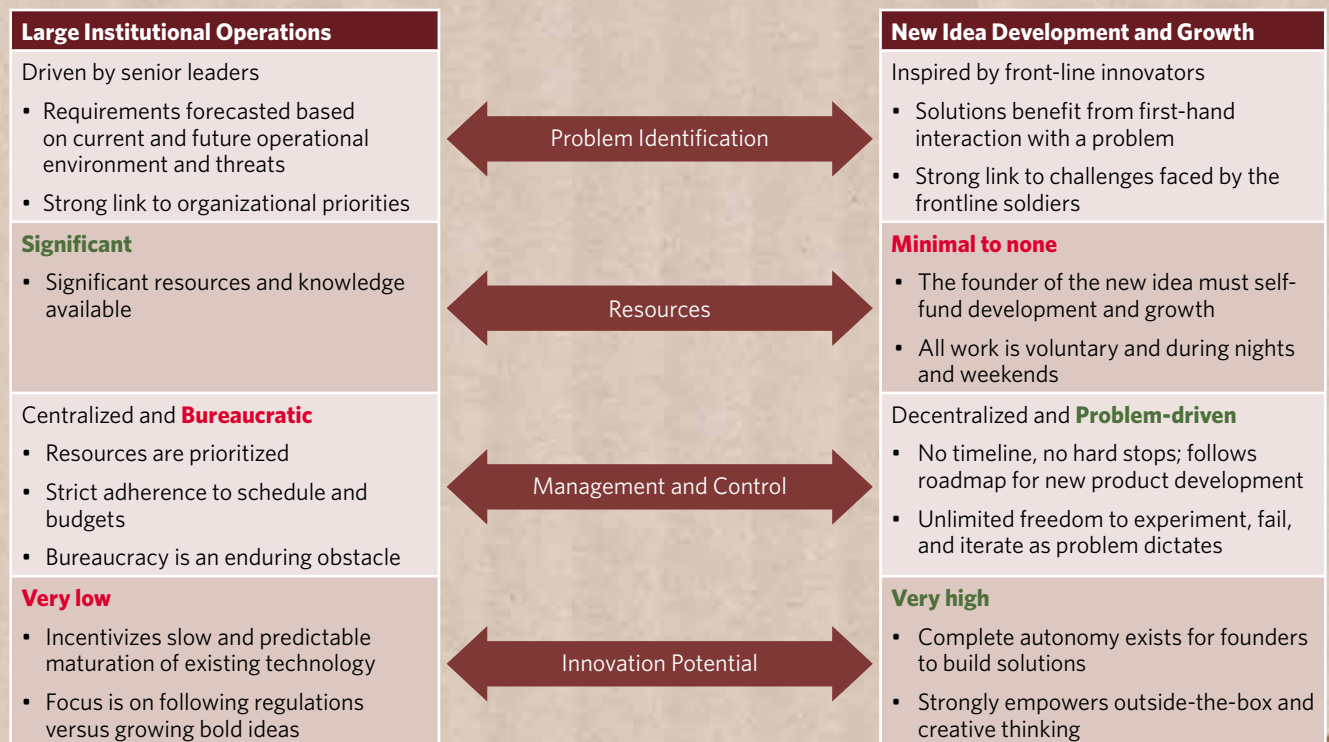 Large Institutional Operations
Driven by senior leaders
• Requirements forecasted based
on current and future operational
environment and threats
• Strong link to organizational priorities
Problem Identification
New Idea Development and Growth
Inspired by front-line innovators
• Solutions benefit from first-hand
interaction with a problem
• Strong link to challenges faced by the
frontline soldiers
Significant
• Significant resources and knowledge
available
Resources
Minimal to none
• The founder of the new idea must self-
fund development and growth
• All work is voluntary and during nights
and weekends
Centralized and Bureaucratic
• Resources are prioritized
• Strict adherence to schedule and
budgets
• Bureaucracy is an enduring obstacle
Management and Control
Decentralized and Problem-driven
• No timeline, no hard stops; follows
roadmap for new product development
• Unlimited freedom to experiment, fail,
and iterate as problem dictates
Very low
• Incentivizes slow and predictable
maturation of existing technology
• Focus is on following regulations
versus growing bold ideas
Innovation Potential
Very high
• Complete autonomy exists for founders
to build solutions
• Strongly empowers outside-the-box and
creative thinking